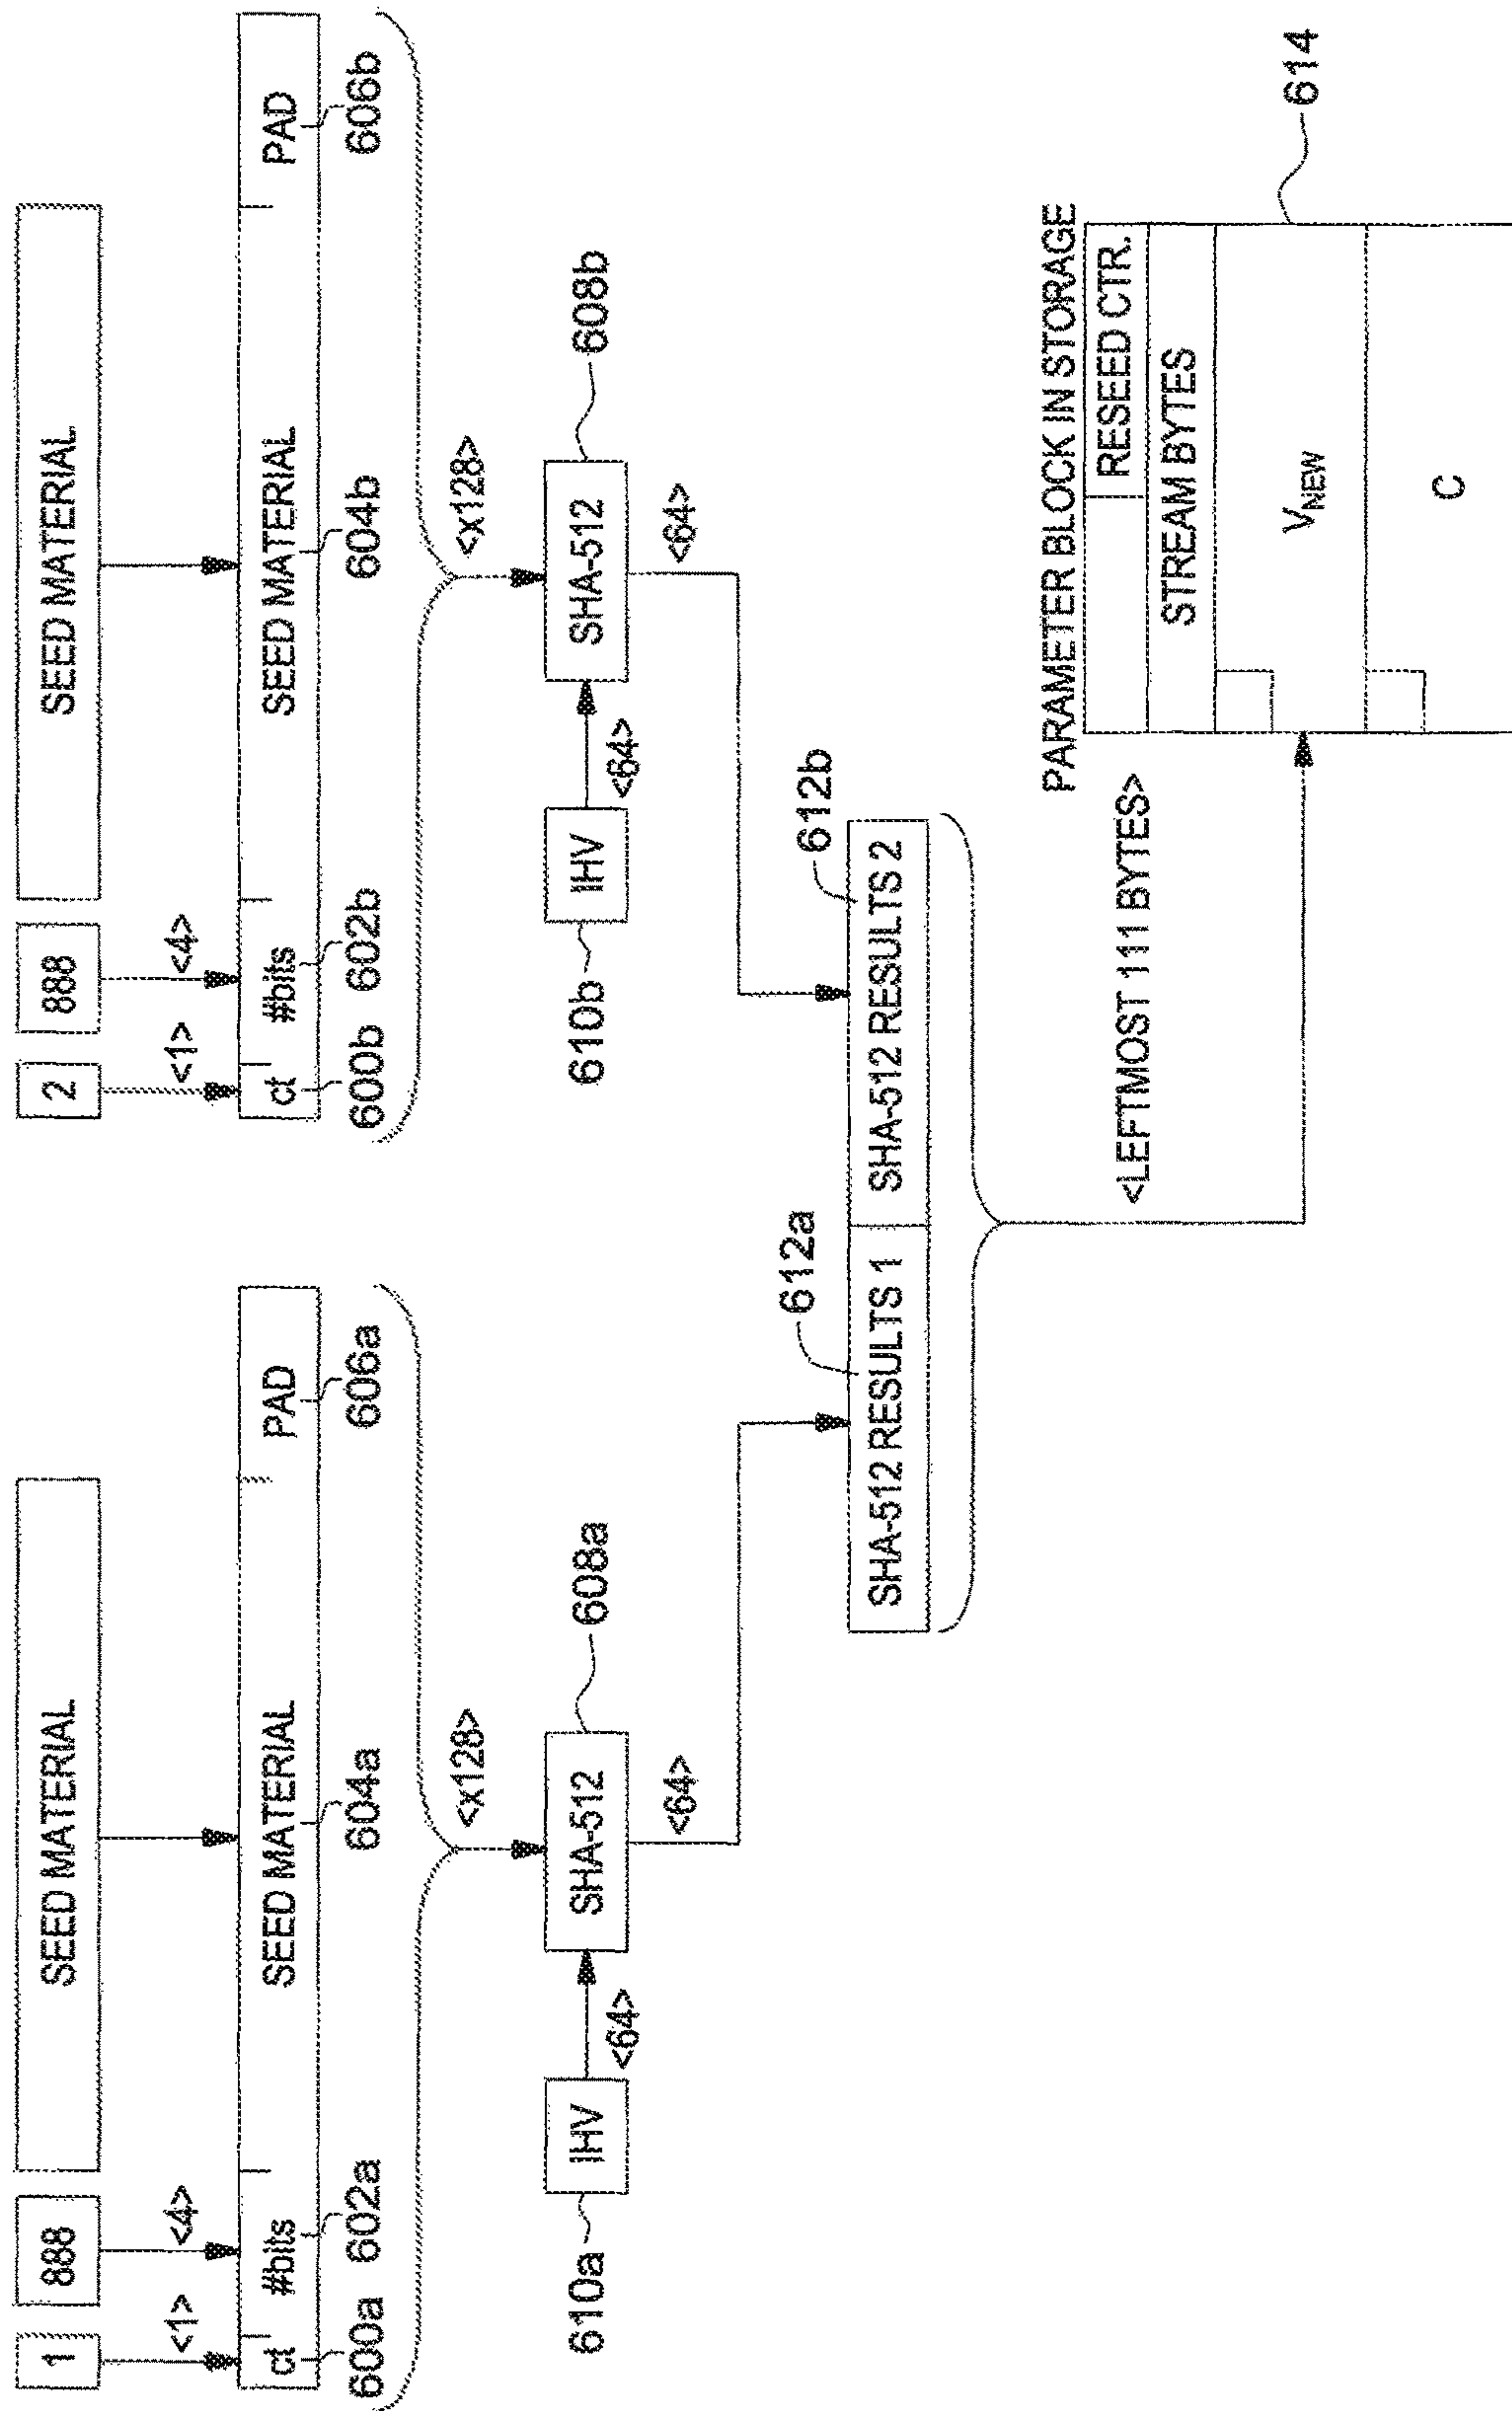 1
888
SEED MATERIAL
2
888
SEED MATERIAL
<1>
<4>
<1>
<4>
ct
#bits
SEED MATERIAL
PAD
ct
#bits
SEED MATERIAL
PAD
600a
602a
604a
606a
600b
602b
604b
606b
<x128>
<x128>
IHV
SHA-512
608a
IHV
SHA-512
608b
610a
<64>
<64>
610b
<64>
<64>
612a
612b
SHA-512 RESULTS 1
SHA-512 RESULTS 2
PARAMETER BLOCK IN STORAGE
<LEFTMOST 111 BYTES>
RESEED CTR.
STREAM BYTES
VNEW
614
C